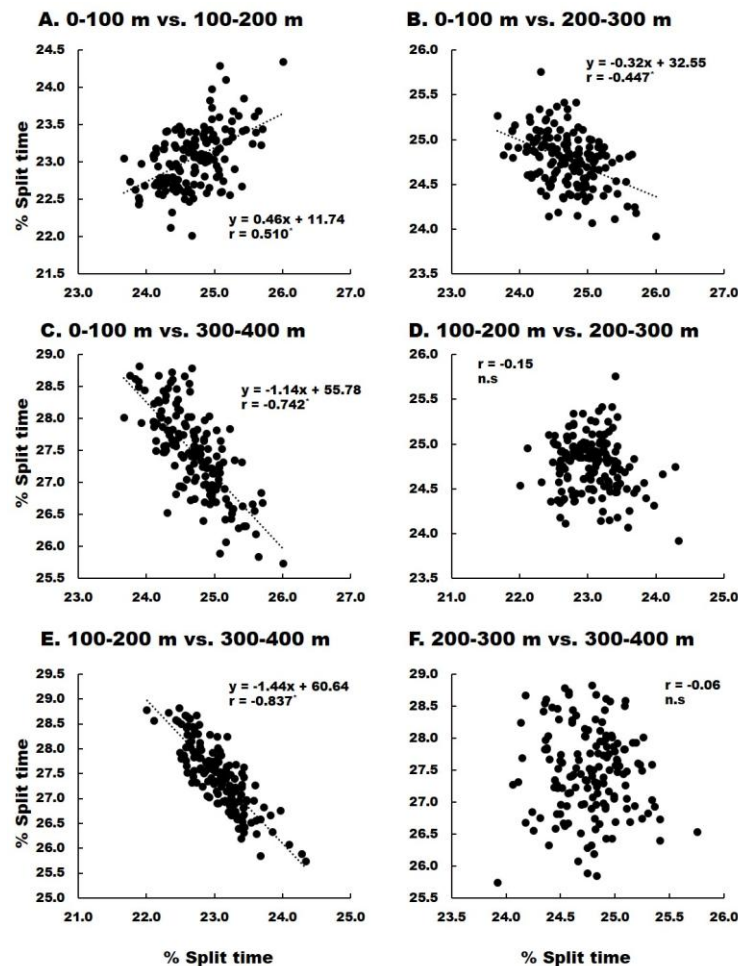 A. 0-100 m vs. 100-200 m
24.5
24.0
23.5
23.0
22.5
22.0
21.5
% Split time
y = 0.46x + 11.74
r = 0.510*
23.0 24.0 25.0 26.0 27.0
B. 0-100 m vs. 200-300 m
26.0
25.5
25.0
24.5
24.0
23.5
y = -0.32x + 32.55
r = -0.447*
23.0 24.0 25.0 26.0 27.0
C. 0-100 m vs. 300-400 m
29.0
28.5
28.0
27.5
27.0
26.5
26.0
25.5
% Split time
y = -1.14x + 55.78
r = -0.742*
23.0 24.0 25.0 26.0 27.0
D. 100-200 m vs. 200-300 m
26.0
25.5
25.0
24.5
24.0
23.5
r = -0.15
n.s
21.0 22.0 23.0 24.0 25.0
E. 100-200 m vs. 300-400 m
29.5
29.0
28.5
28.0
27.5
27.0
26.5
26.0
25.5
25.0
% Split time
y = -1.44x + 60.64
r = -0.837*
21.0 22.0 23.0 24.0 25.0
% Split time
F. 200-300 m vs. 300-400 m
29.0
28.5
28.0
27.5
27.0
26.5
26.0
25.5
r = -0.06
n.s
23.5 24.0 24.5 25.0 25.5 26.0
% Split time